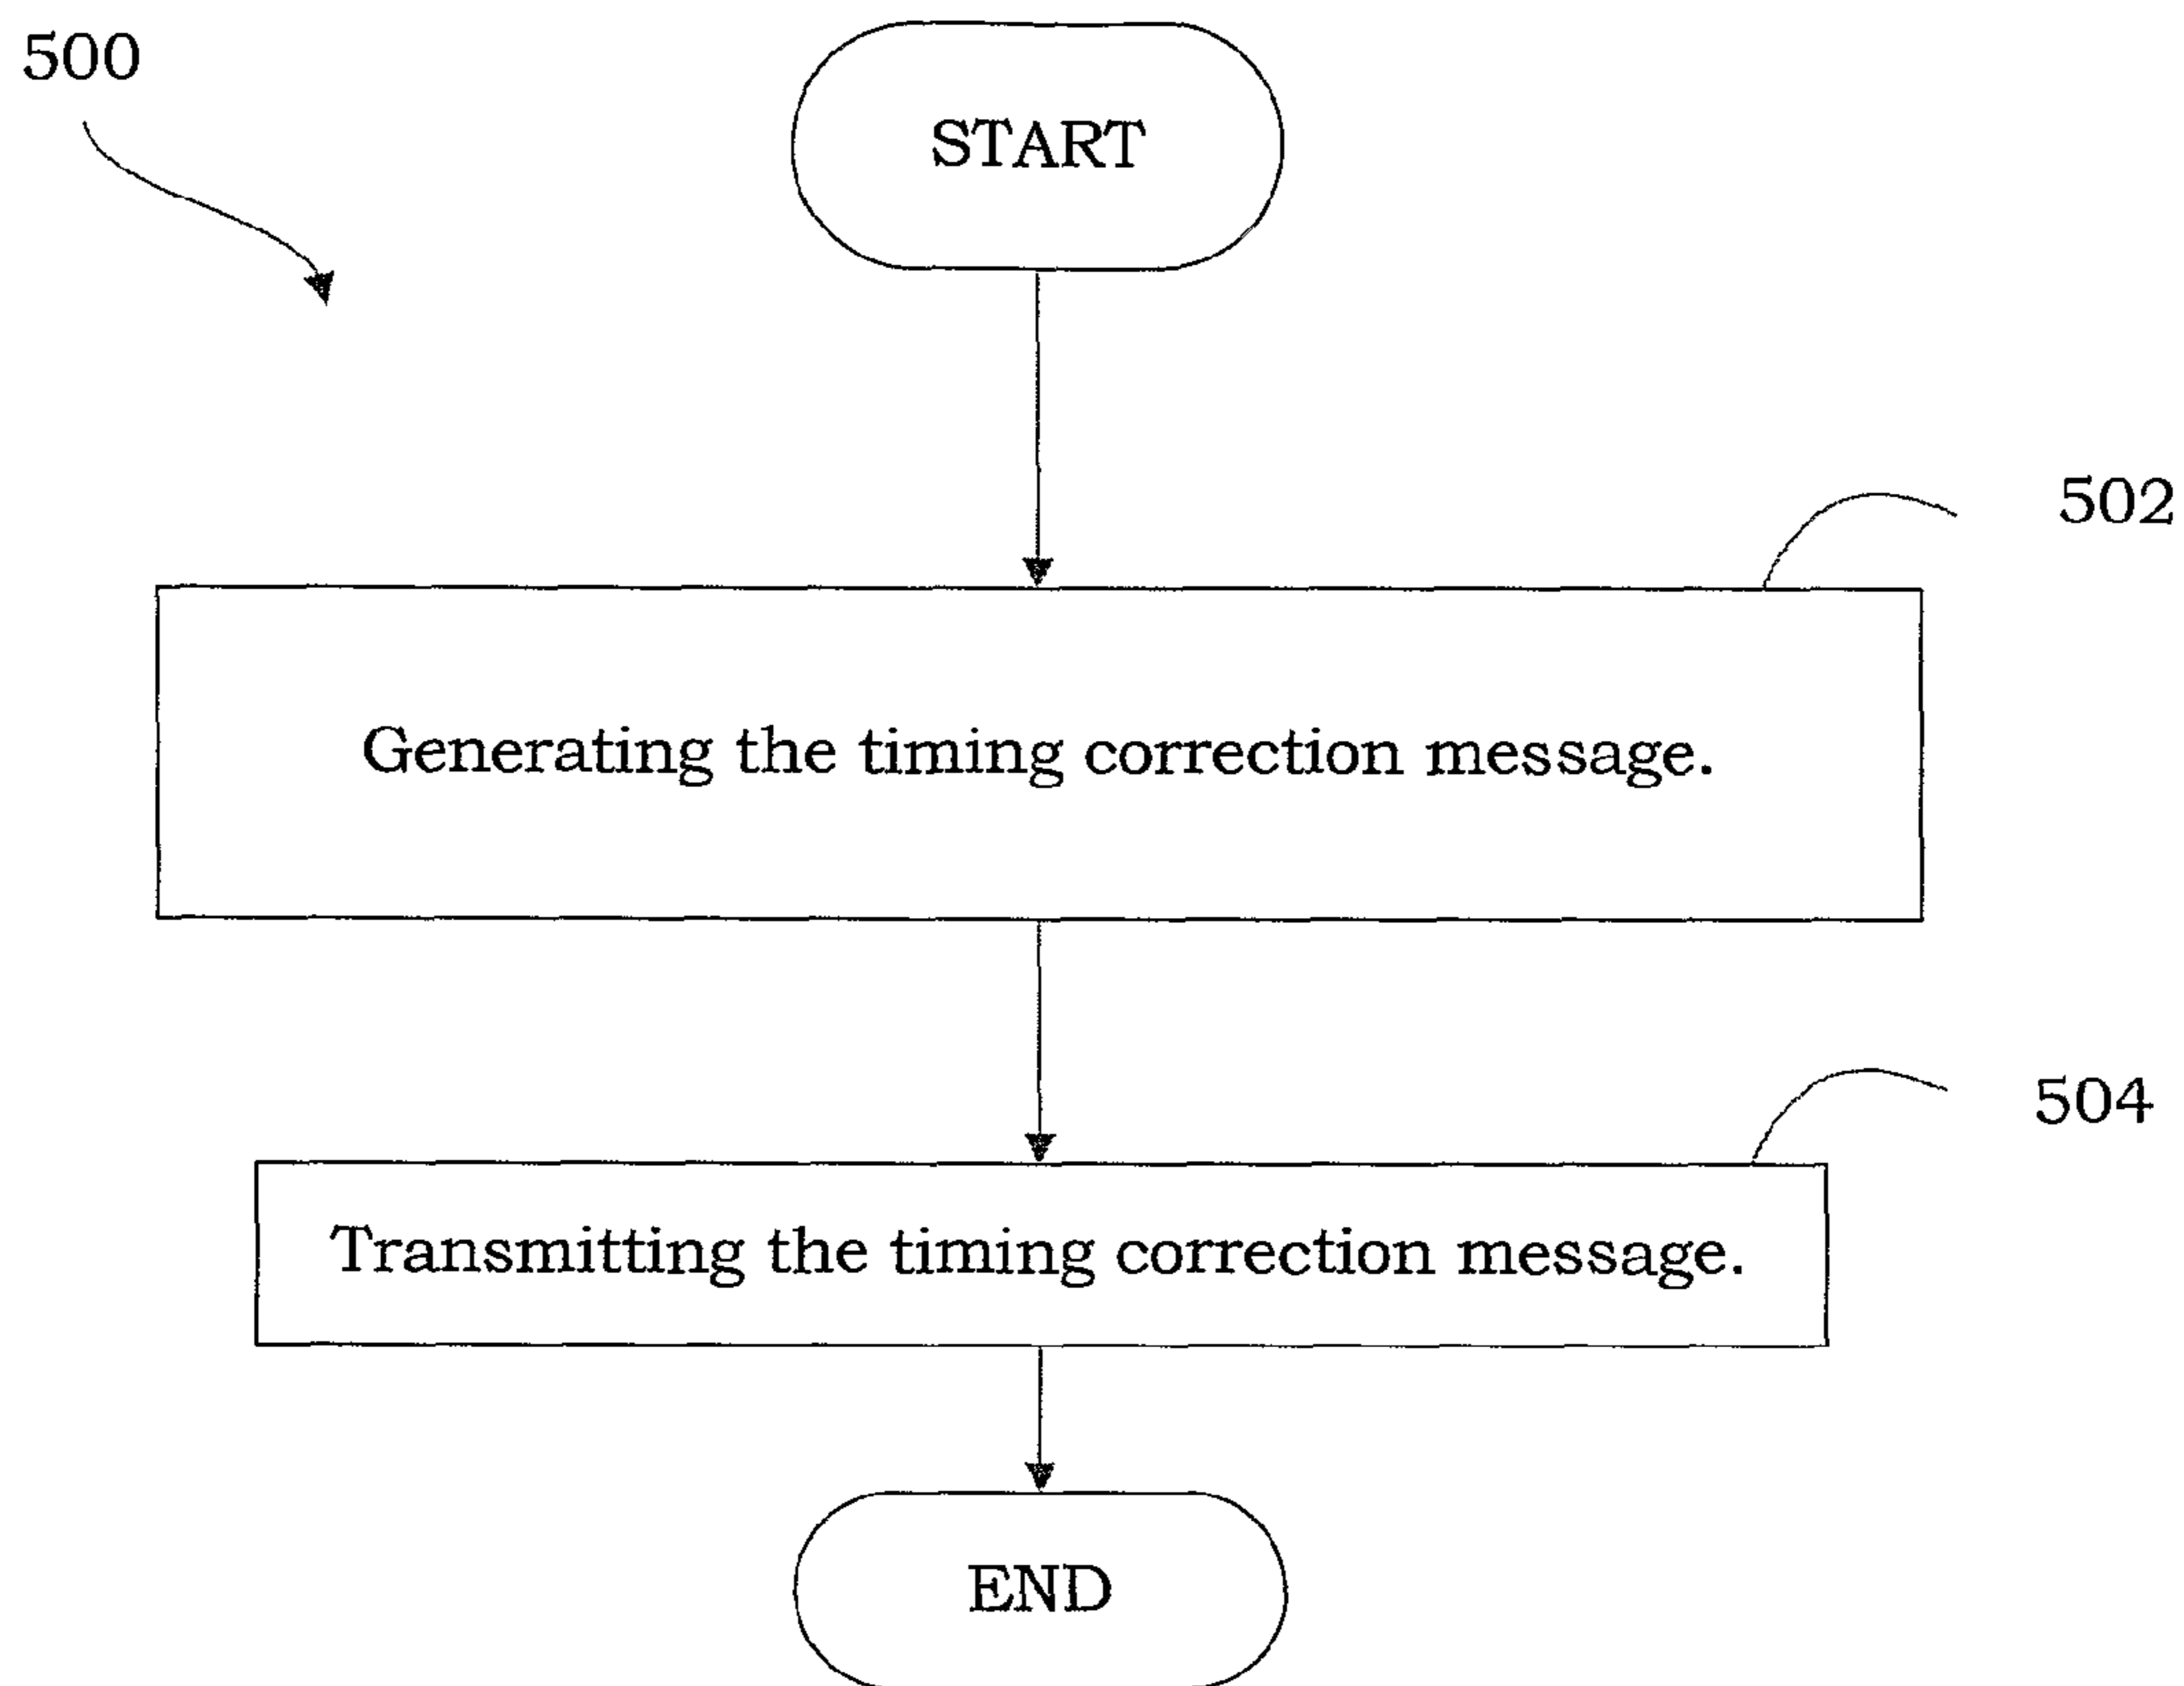 500
START
502
Generating the timing correction message.
504
Transmitting the timing correction message.
END